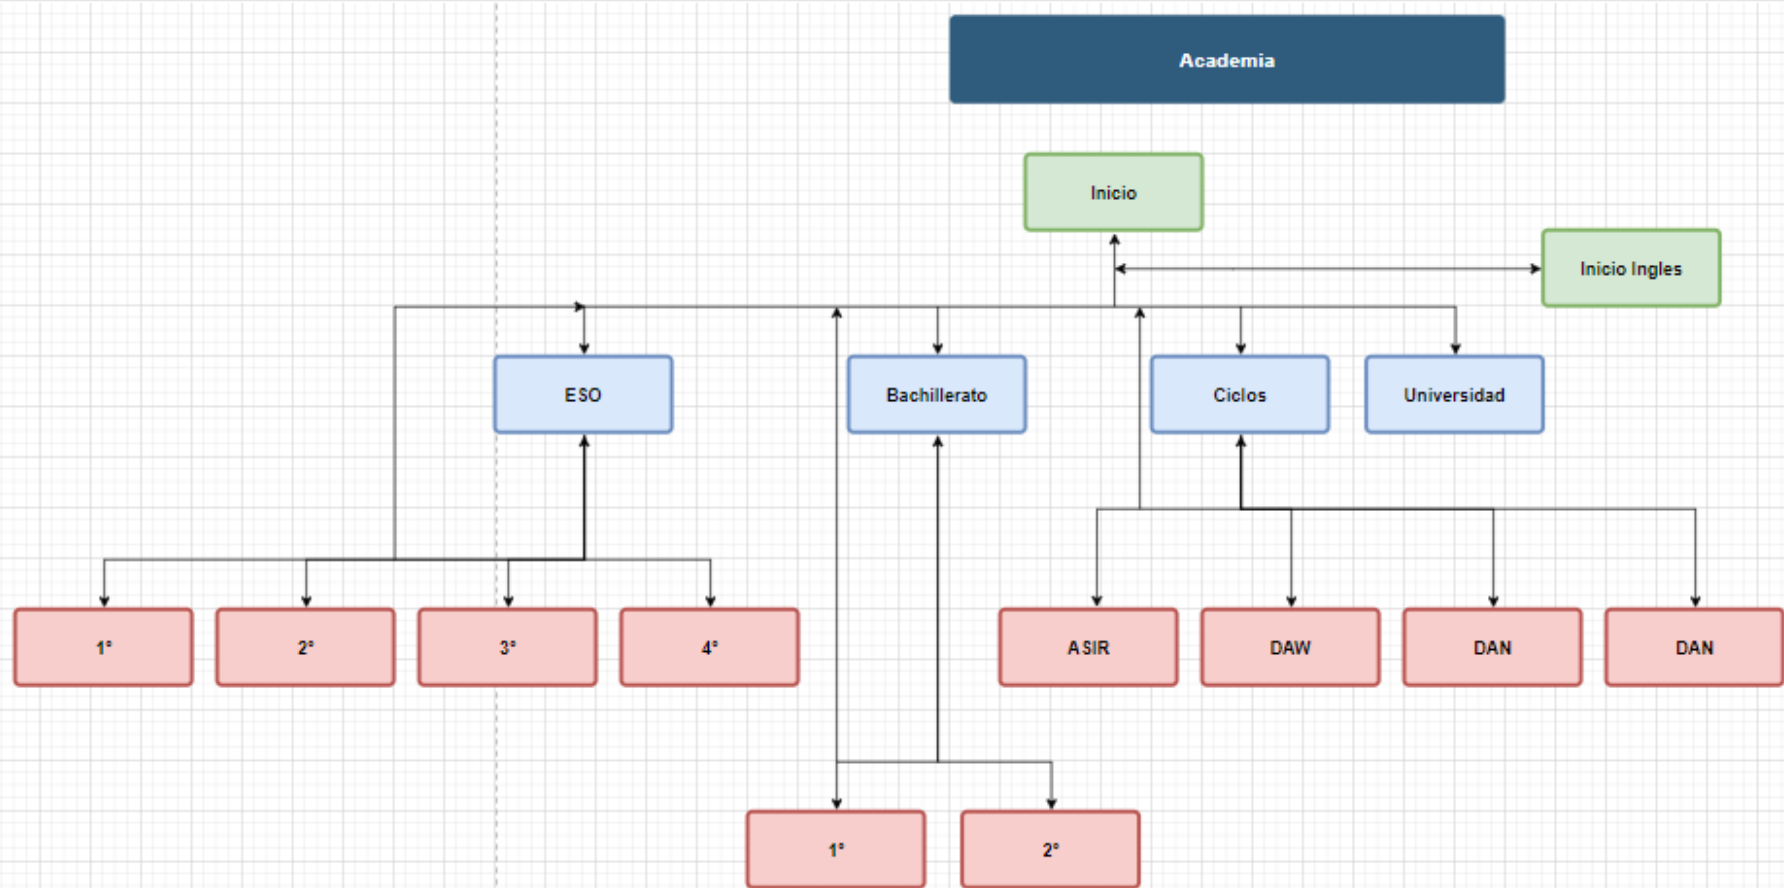 Academia
Inicio
Inicio Ingles
ESO
Bachillerato
Ciclos
Universidad
1°
2°
3°
4°
ASIR
DAW
DAN
DAN
1°
2°